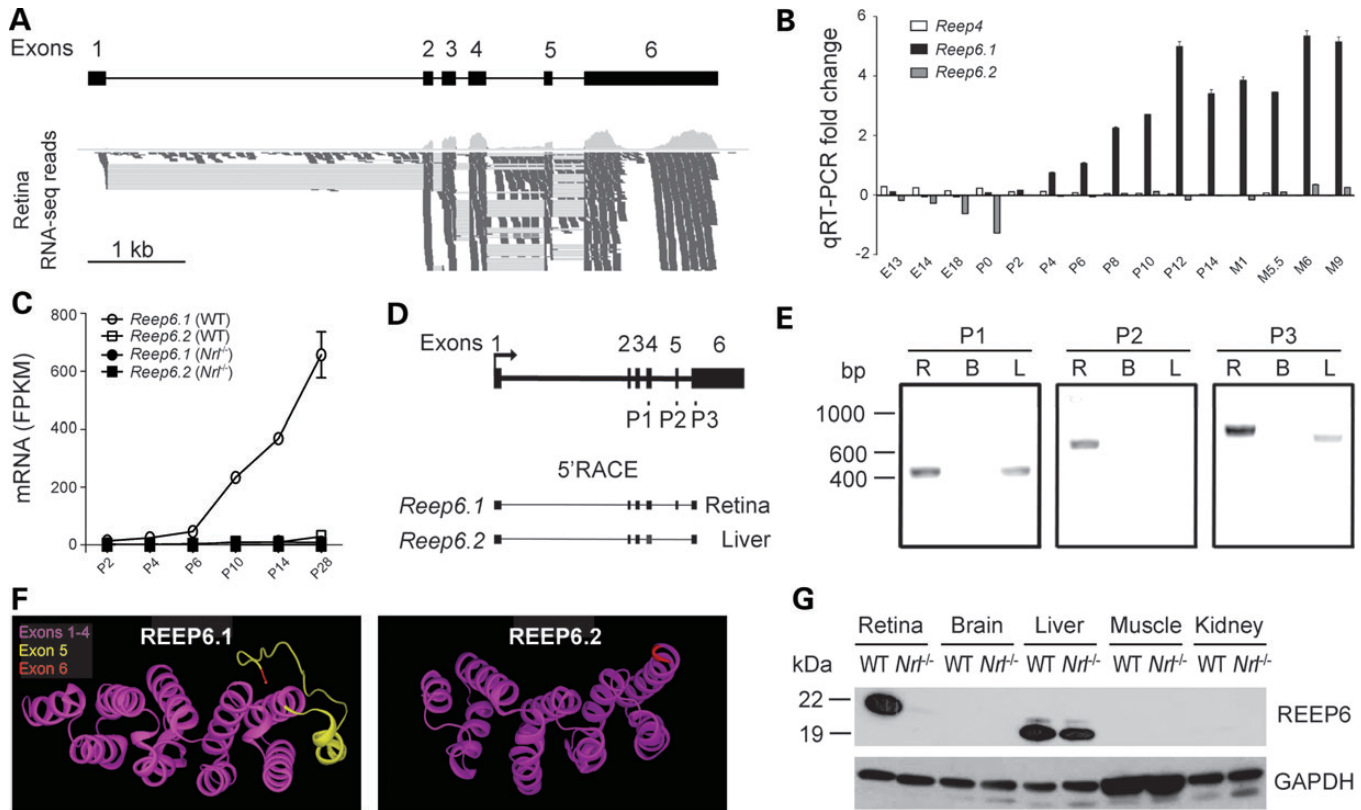 A
Exons
1 2 3 4 5 6
Retina
RNA-seq reads
1 kb
B
Reep4
Reep6.1
Reep6.2
qRT-PCR fold change
6
4
2
0
-2
E13 E14 E18 P0 P2 P4 P6 P8 P10 P12 P14 M1 M5.5 M6 M9
C
Reep6.1 (WT)
Reep6.2 (WT)
Reep6.1 (Nrl-/-)
Reep6.2 (Nrl-/-)
mRNA (FPKM)
800
600
400
200
0
P2 P4 P6 P10 P14 P28
D
Exons 1 2 3 4 5 6
P1 P2 P3
5'RACE
Reep6.1 Retina
Reep6.2 Liver
E
P1 P2 P3
bp R B L R B L R B L
1000
600
400
F
Exons 1-4
Exon 5
Exon 6
REEP6.1
REEP6.2
G
Retina Brain Liver Muscle Kidney
kDa WT Nrl-/- WT Nrl-/- WT Nrl-/- WT Nrl-/- WT Nrl-/-
22
19
REEP6
GAPDH